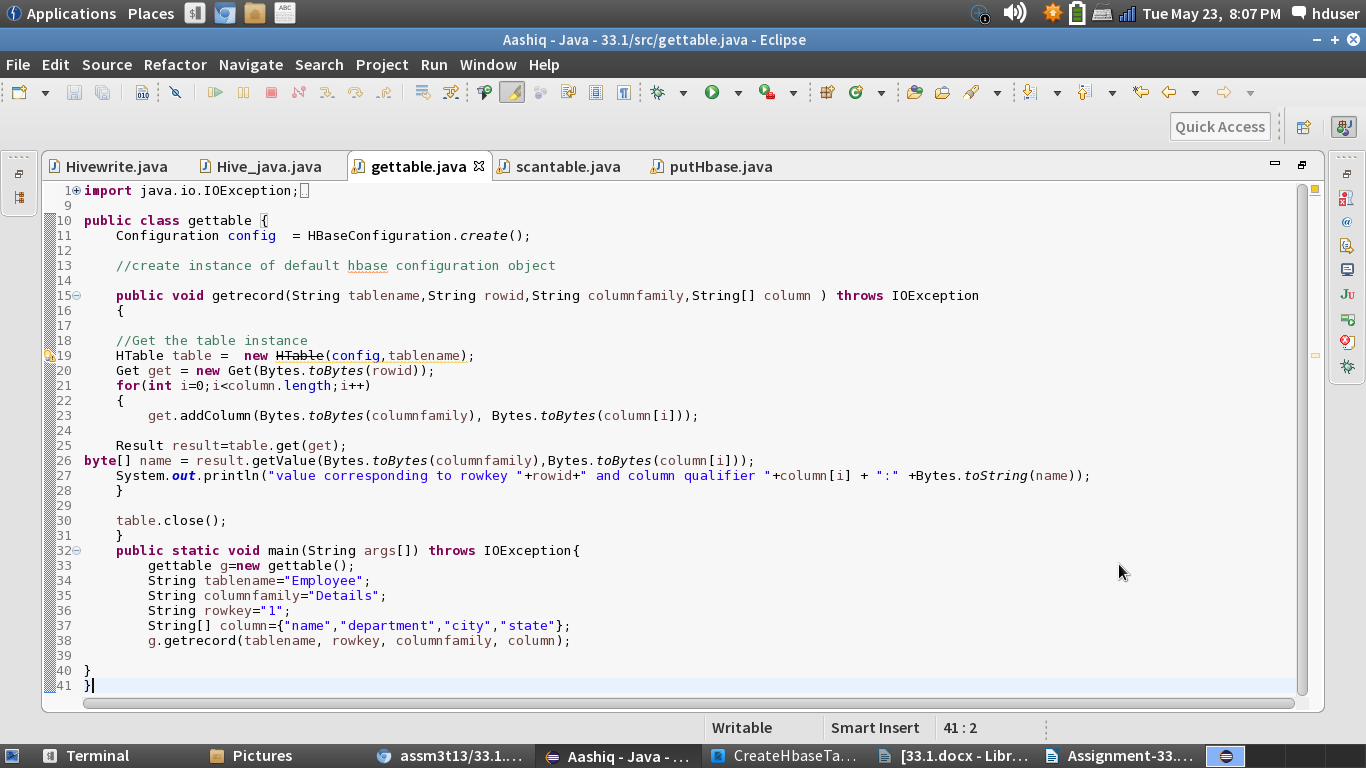 Applications Places Tue May 23, 8:07 PM hduser
Aashiq - Java - 33.1/src/gettable.java - Eclipse
File Edit Source Refactor Navigate Search Project Run Window Help
Quick Access
Hivewrite.java Hive_java.java gettable.java scantable.java putHbase.java
1 import java.io.IOException;
9
10 public class gettable {
11 Configuration config  = HBaseConfiguration.create();
12
13 //create instance of default hbase configuration object
14
15 public void getrecord(String tablename,String rowid,String columnfamily,String[] column ) throws IOException
16 {
17
18 //Get the table instance
19 HTable table =  new HTable(config,tablename);
20 Get get = new Get(Bytes.toBytes(rowid));
21 for(int i=0;i<column.length;i++)
22 {
23 get.addColumn(Bytes.toBytes(columnfamily), Bytes.toBytes(column[i]));
24
25 Result result=table.get(get);
26 byte[] name = result.getValue(Bytes.toBytes(columnfamily),Bytes.toBytes(column[i]));
27 System.out.println("value corresponding to rowkey "+rowid+" and column qualifier "+column[i] + ":" +Bytes.toString(name));
28 }
29
30 table.close();
31 }
32 public static void main(String args[]) throws IOException{
33 gettable g=new gettable();
34 String tablename="Employee";
35 String columnfamily="Details";
36 String rowkey="1";
37 String[] column={"name","department","city","state"};
38 g.getrecord(tablename, rowkey, columnfamily, column);
39
40 }
41 }
Writable Smart Insert 41 : 2
Terminal Pictures assm3t13/33.1.... Aashiq - Java - ... CreateHbaseTa... [33.1.docx - Libr... Assignment-33....